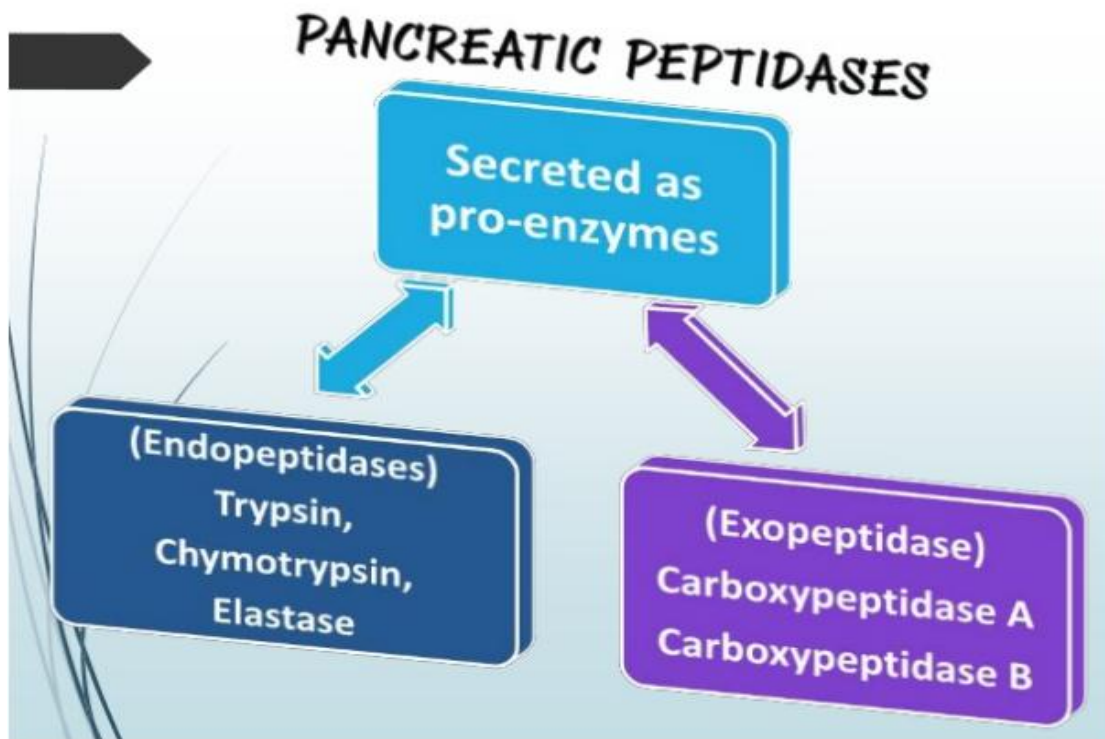 PANCREATIC PEPTIDASES
Secreted as
pro-enzymes
(Endopeptidases)
Trypsin,
Chymotrypsin,
Elastase
(Exopeptidase)
Carboxypeptidase A
Carboxypeptidase B